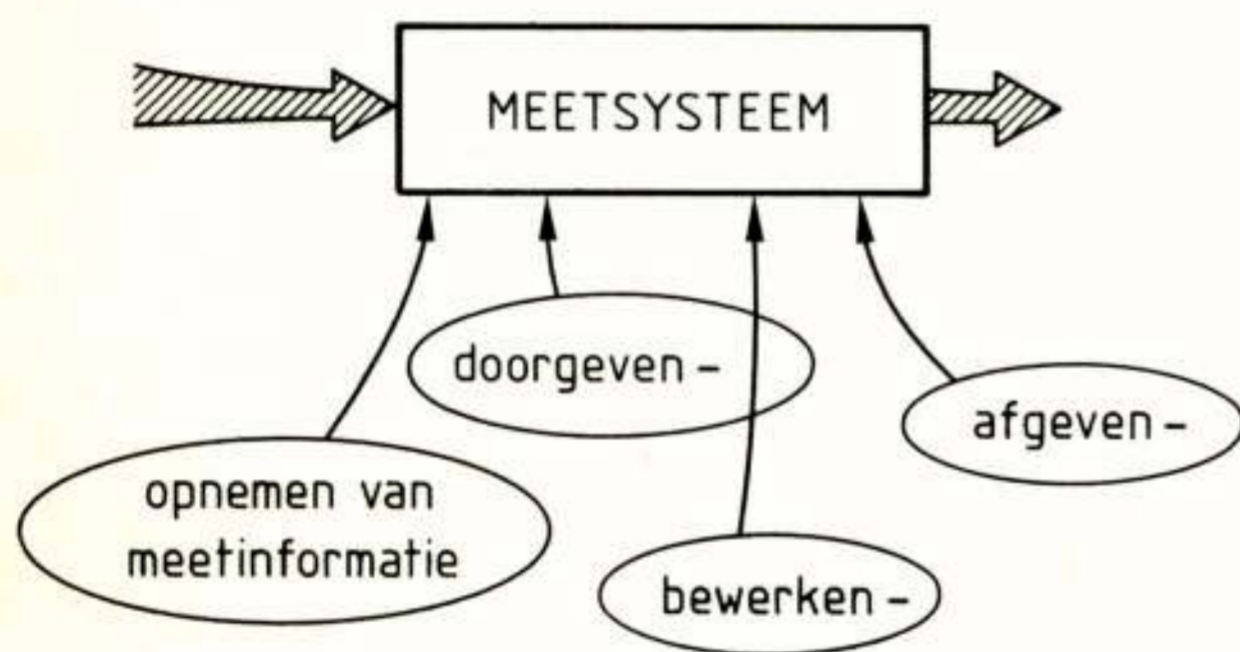 MEETSYSTEEM
doorgeven -
afgeven -
opnemen van
meetinformatie
bewerken -